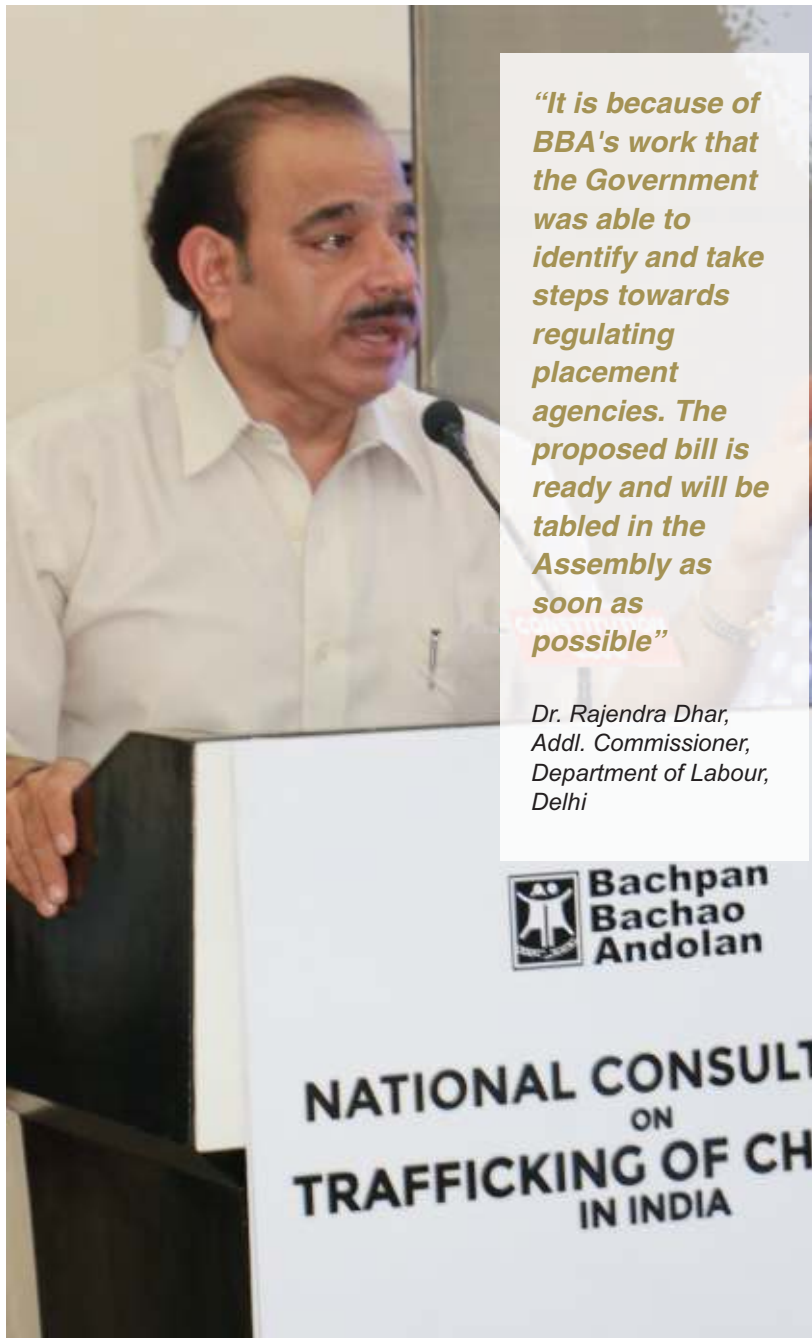 “It is because of
BBA's work that
the Government
was able to
identify and take
steps towards
regulating
placement
agencies. The
proposed bill is
ready and will be
tabled in the
Assembly as
soon as
possible”
Dr. Rajendra Dhar,
Addl. Commissioner,
Department of Labour,
Delhi
CONSTITUTION
Bachpan
Bachao
Andolan
NATIONAL CONSULT
ON
TRAFFICKING OF CH
IN INDIA